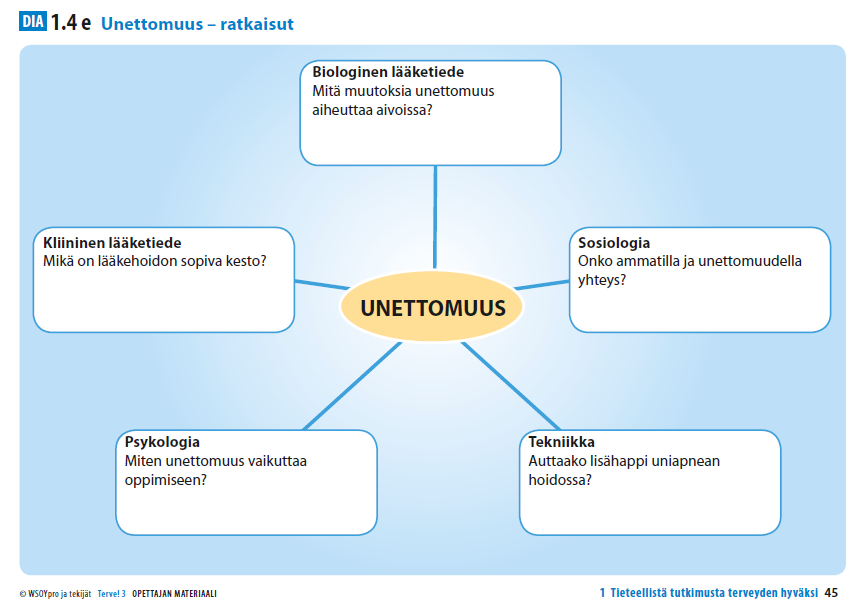 DIA 1.4 e Unettomuus – ratkaisut
Biologinen lääketiede
Mitä muutoksia unettomuus
aiheuttaa aivoissa?
Kliininen lääketiede
Mikä on lääkehoidon sopiva kesto?
Sosiologia
Onko ammatilla ja unettomuudella
yhteys?
UNETTOMUUS
Psykologia
Miten unettomuus vaikuttaa
oppimiseen?
Tekniikka
Auttaako lisähappi uniapnean
hoidossa?
© WSOYpro ja tekijät Terve! 3 OPETTAJAN MATERIAALI
1 Tieteellistä tutkimusta terveyden hyväksi 45